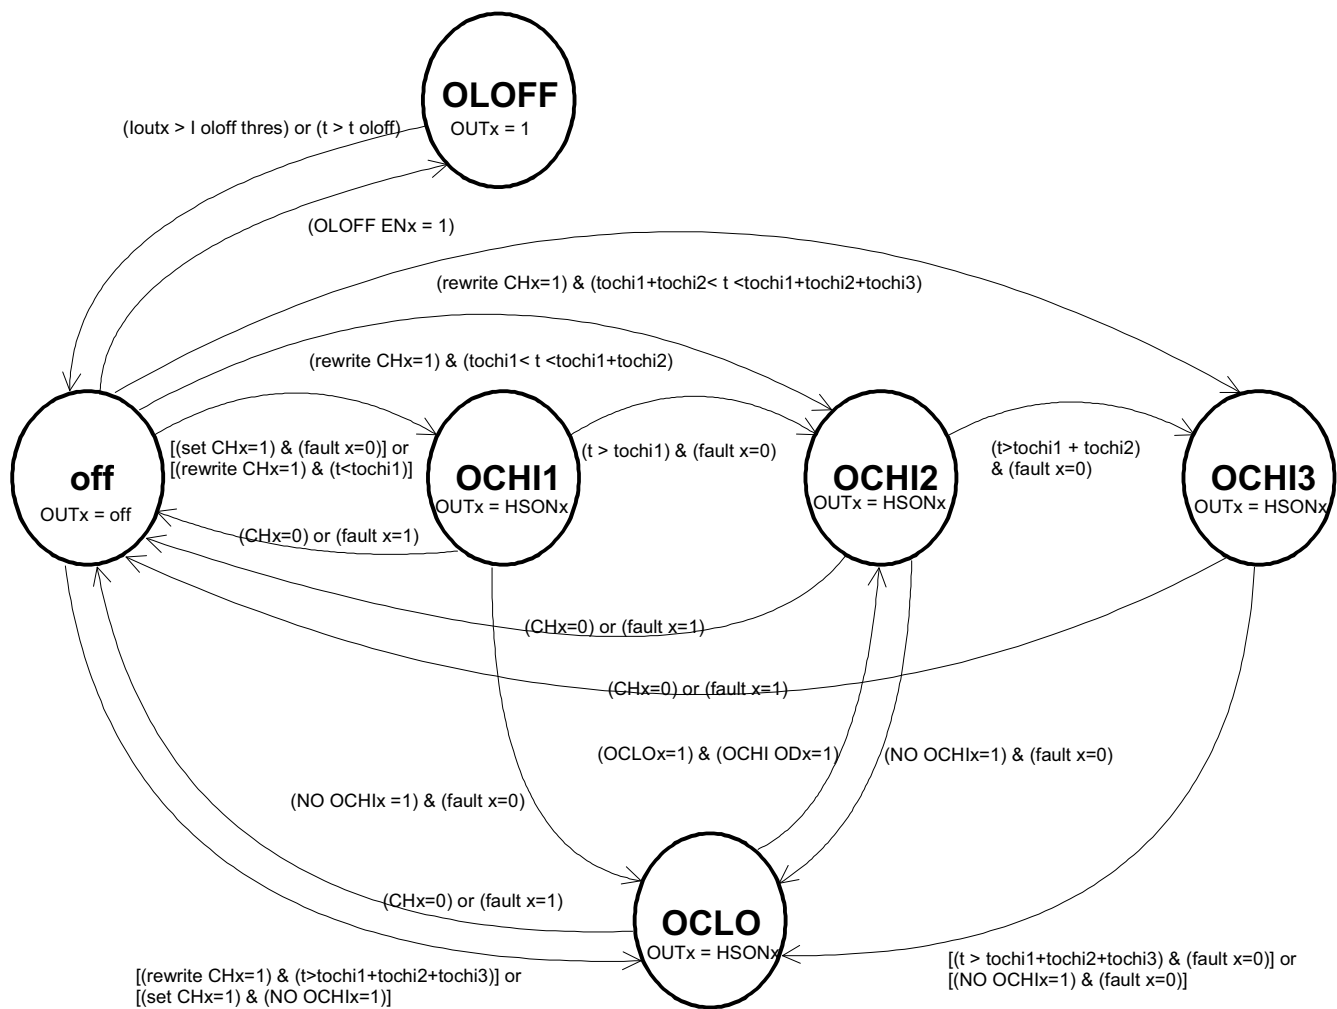 OLOFF
OUTx = 1
(Ioutx > I oloff thres) or (t > t oloff)
(OLOFF ENx = 1)
(rewrite CHx=1) & (tochi1+tochi2< t <tochi1+tochi2+tochi3)
(rewrite CHx=1) & (tochi1< t <tochi1+tochi2)
[(set CHx=1) & (fault x=0)] or
[(rewrite CHx=1) & (t<tochi1)]
(t > tochi1) & (fault x=0)
(t>tochi1 + tochi2)
& (fault x=0)
off
OUTx = off
OCHI1
OUTx = HSONx
OCHI2
OUTx = HSONx
OCHI3
OUTx = HSONx
(CHx=0) or (fault x=1)
(CHx=0) or (fault x=1)
(CHx=0) or (fault x=1)
(OCLOx=1) & (OCHI ODx=1)
(NO OCHIx=1) & (fault x=0)
(NO OCHIx =1) & (fault x=0)
(CHx=0) or (fault x=1)
OCLO
OUTx = HSONx
[(rewrite CHx=1) & (t>tochi1+tochi2+tochi3)] or
[(set CHx=1) & (NO OCHIx=1)]
[(t > tochi1+tochi2+tochi3) & (fault x=0)] or
[(NO OCHIx=1) & (fault x=0)]